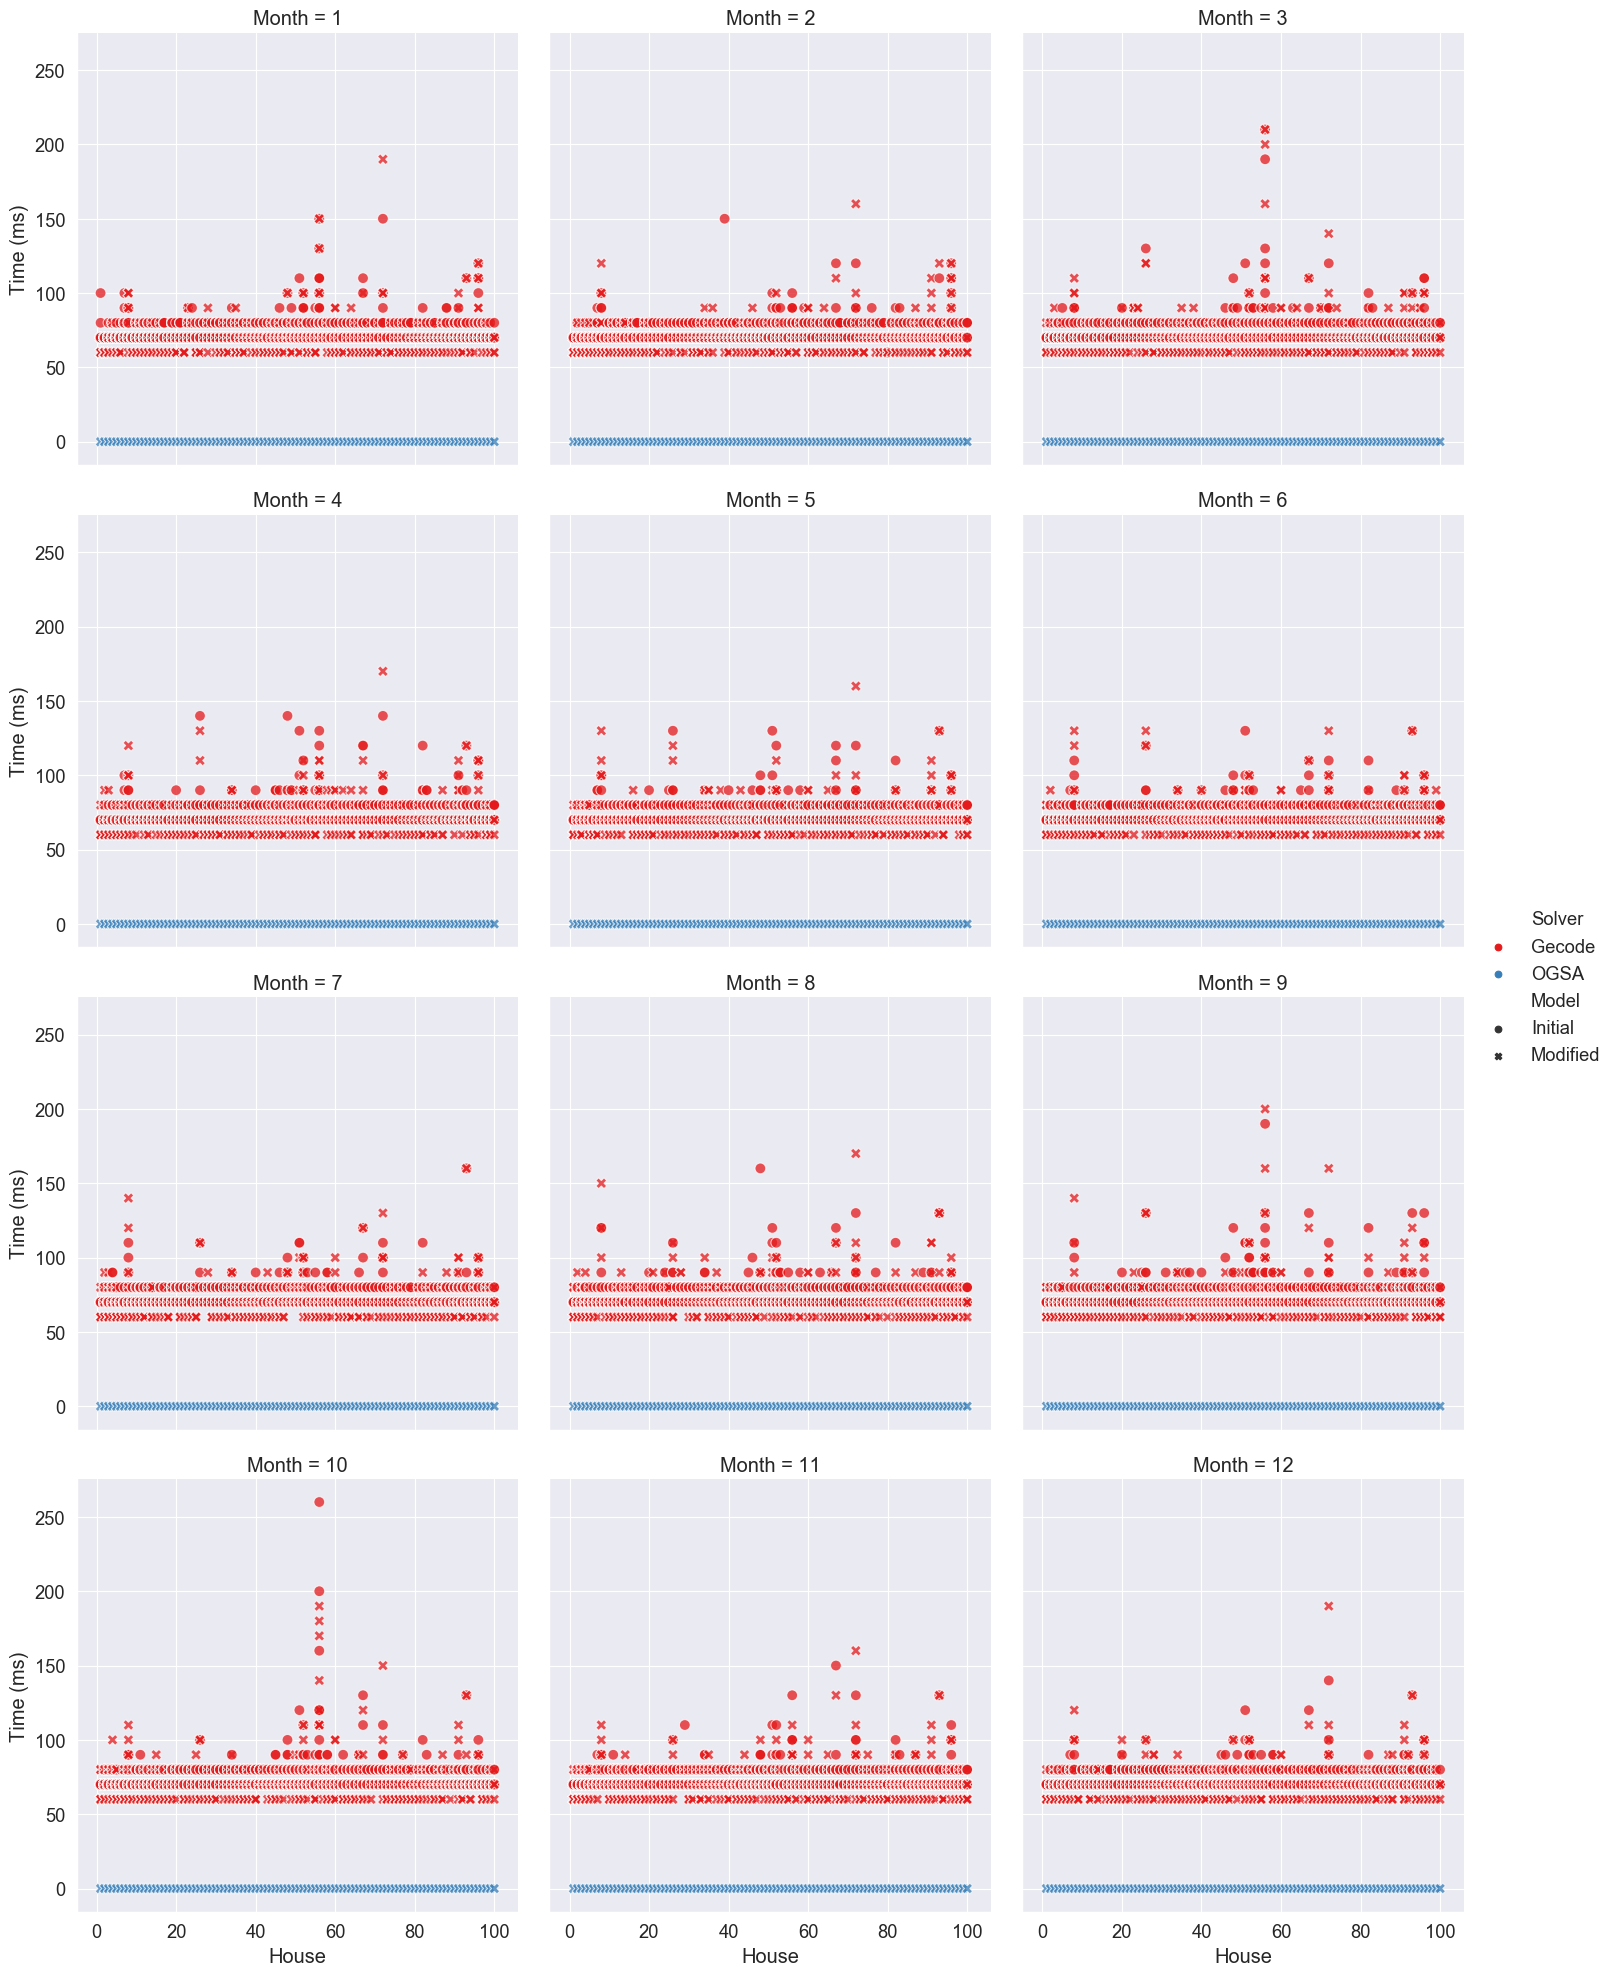 Month = 1
Month = 2
Month = 3
250
200
150
100
50
0
Time (ms)
Month = 4
Month = 5
Month = 6
250
200
150
100
50
0
Time (ms)
Solver
Gecode
OGSA
Model
Initial
Modified
Month = 7
Month = 8
Month = 9
250
200
150
100
50
0
Time (ms)
Month = 10
Month = 11
Month = 12
250
200
150
100
50
0
Time (ms)
0 20 40 60 80 100
0 20 40 60 80 100
0 20 40 60 80 100
House
House
House